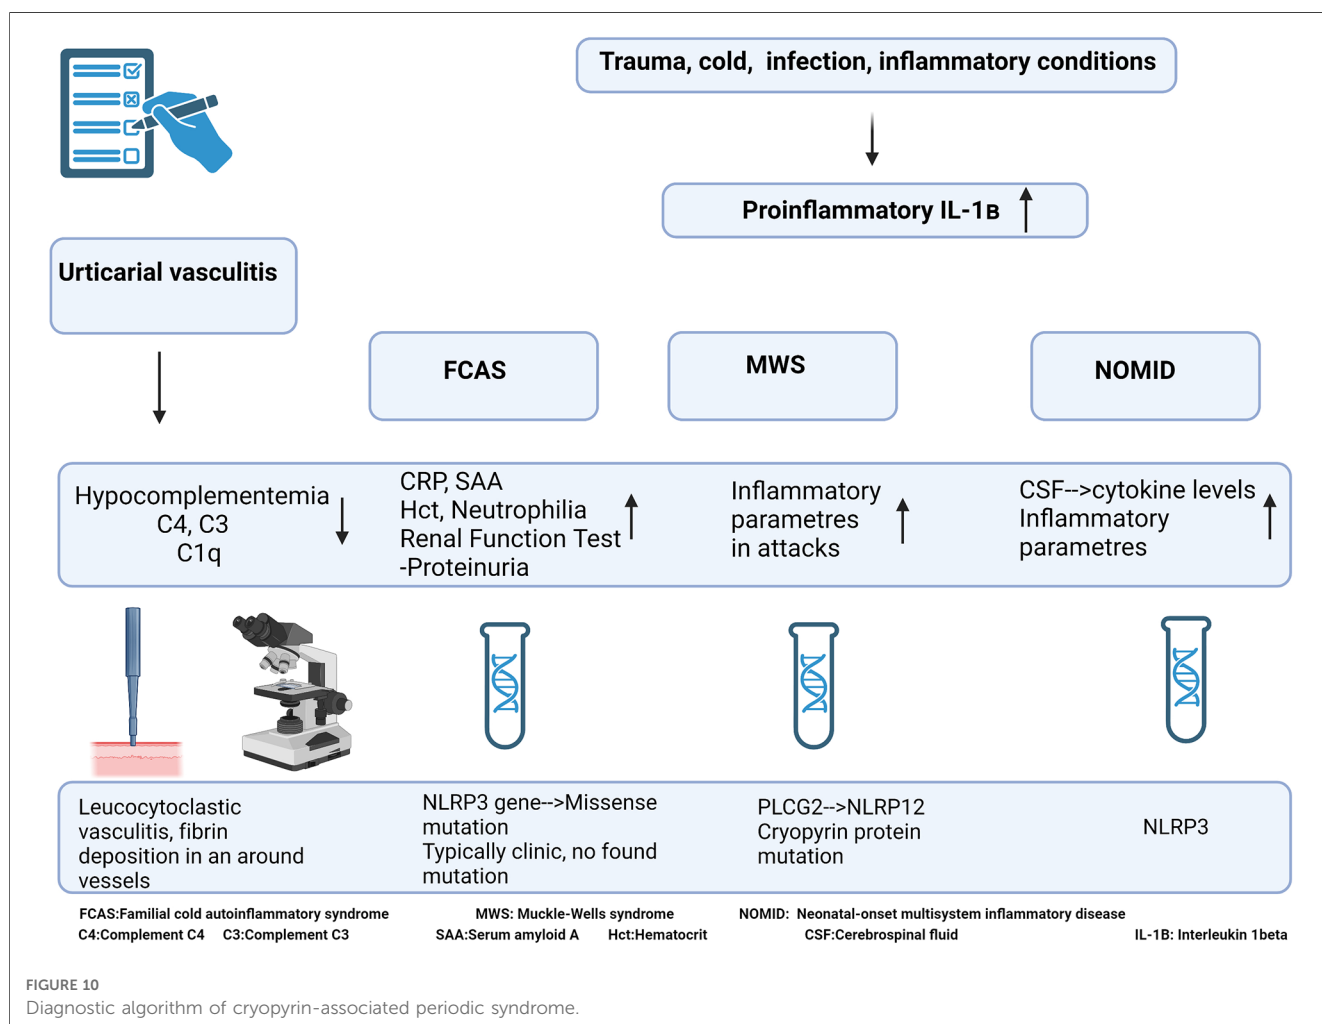 Trauma, cold, infection, inflammatory conditions
Proinflammatory IL-1B
Urticarial vasculitis
FCAS
MWS
NOMID
Hypocomplementemia
C4, C3
C1q
CRP, SAA
Hct, Neutrophilia
Renal Function Test
-Proteinuria
Inflammatory
parametres
in attacks
CSF-->cytokine levels
Inflammatory
parametres
Leucocytoclastic
vasculitis, fibrin
deposition in an around
vessels
NLRP3 gene-->Missense
mutation
Typically clinic, no found
mutation
PLCG2-->NLRP12
Cryopyrin protein
mutation
NLRP3
FCAS:Familial cold autoinflammatory syndrome MWS: Muckle-Wells syndrome NOMID: Neonatal-onset multisystem inflammatory disease
C4:Complement C4 C3:Complement C3 SAA:Serum amyloid A Hct:Hematocrit CSF:Cerebrospinal fluid IL-1B: Interleukin 1beta
FIGURE 10
Diagnostic algorithm of cryopyrin-associated periodic syndrome.